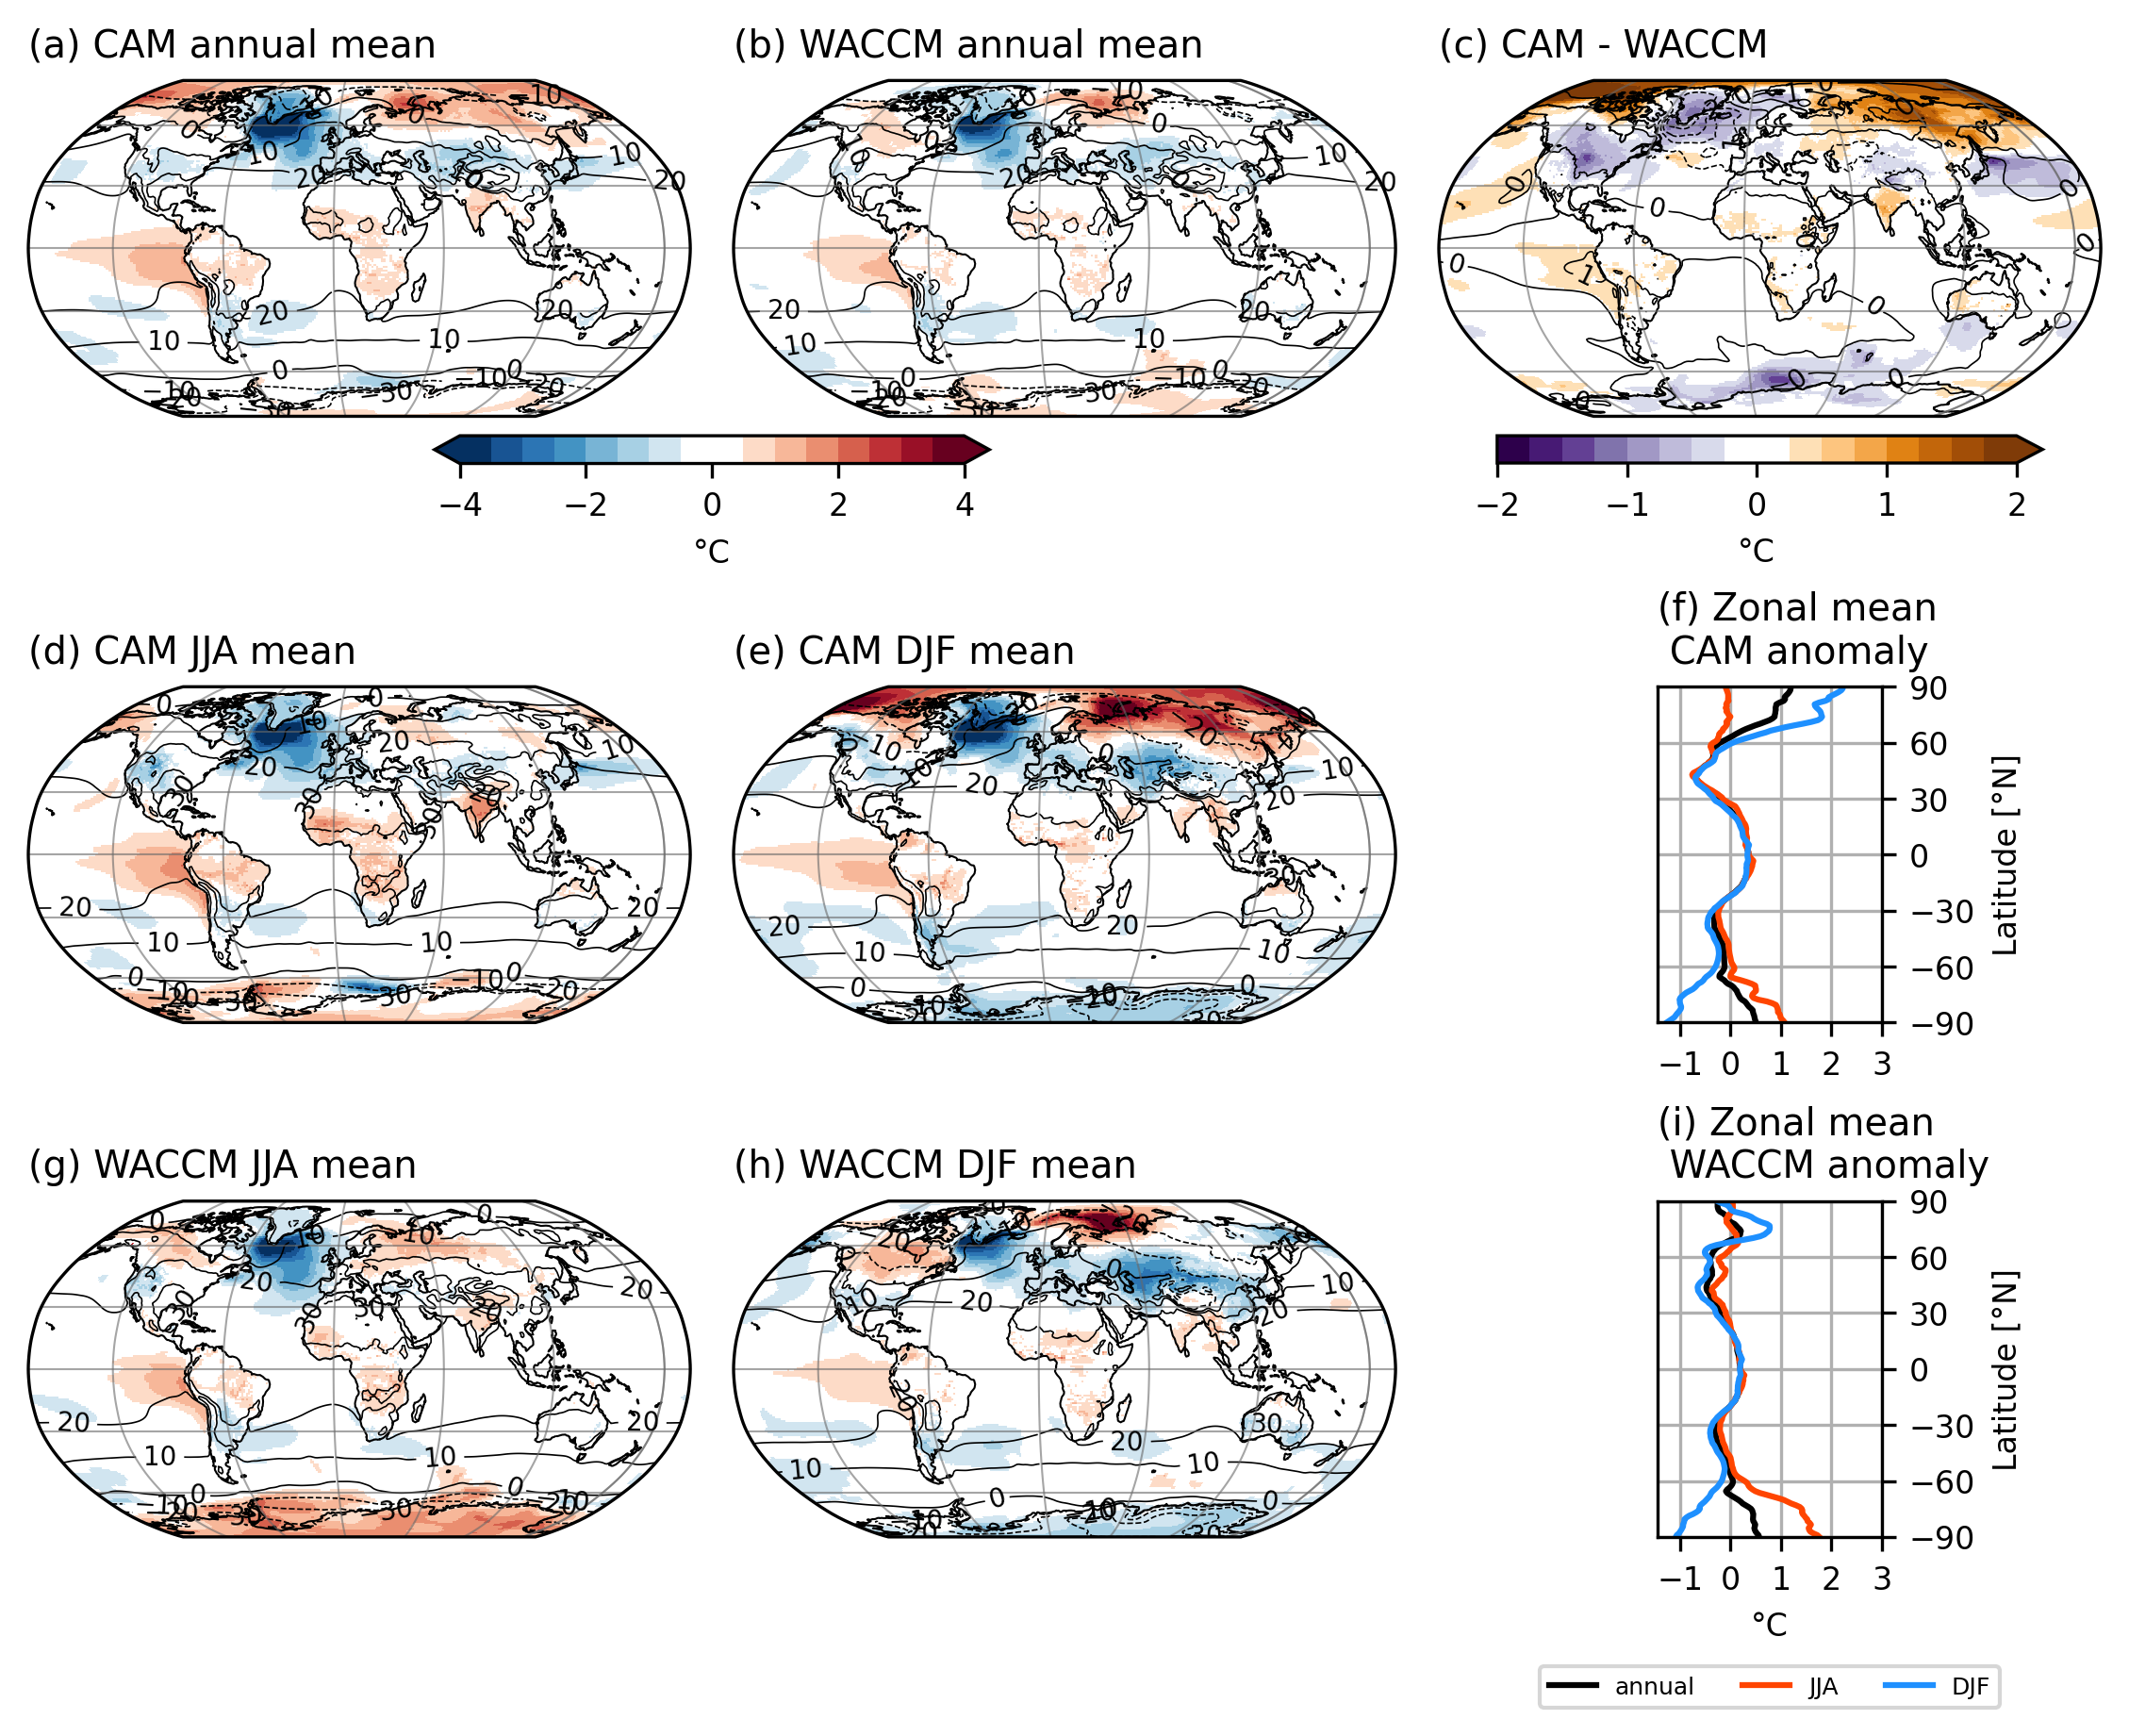 (a) CAM annual mean
(b) WACCM annual mean
(c) CAM - WACCM
−4 −2 0 2 4
°C
−2 −1 0 1 2
°C
(d) CAM JJA mean
(e) CAM DJF mean
(f) Zonal mean
CAM anomaly
90
60
30
0
−30
−60
−90
Latitude [°N]
−1 0 1 2 3
(g) WACCM JJA mean
(h) WACCM DJF mean
(i) Zonal mean
WACCM anomaly
90
60
30
0
−30
−60
−90
Latitude [°N]
−1 0 1 2 3
°C
annual JJA DJF